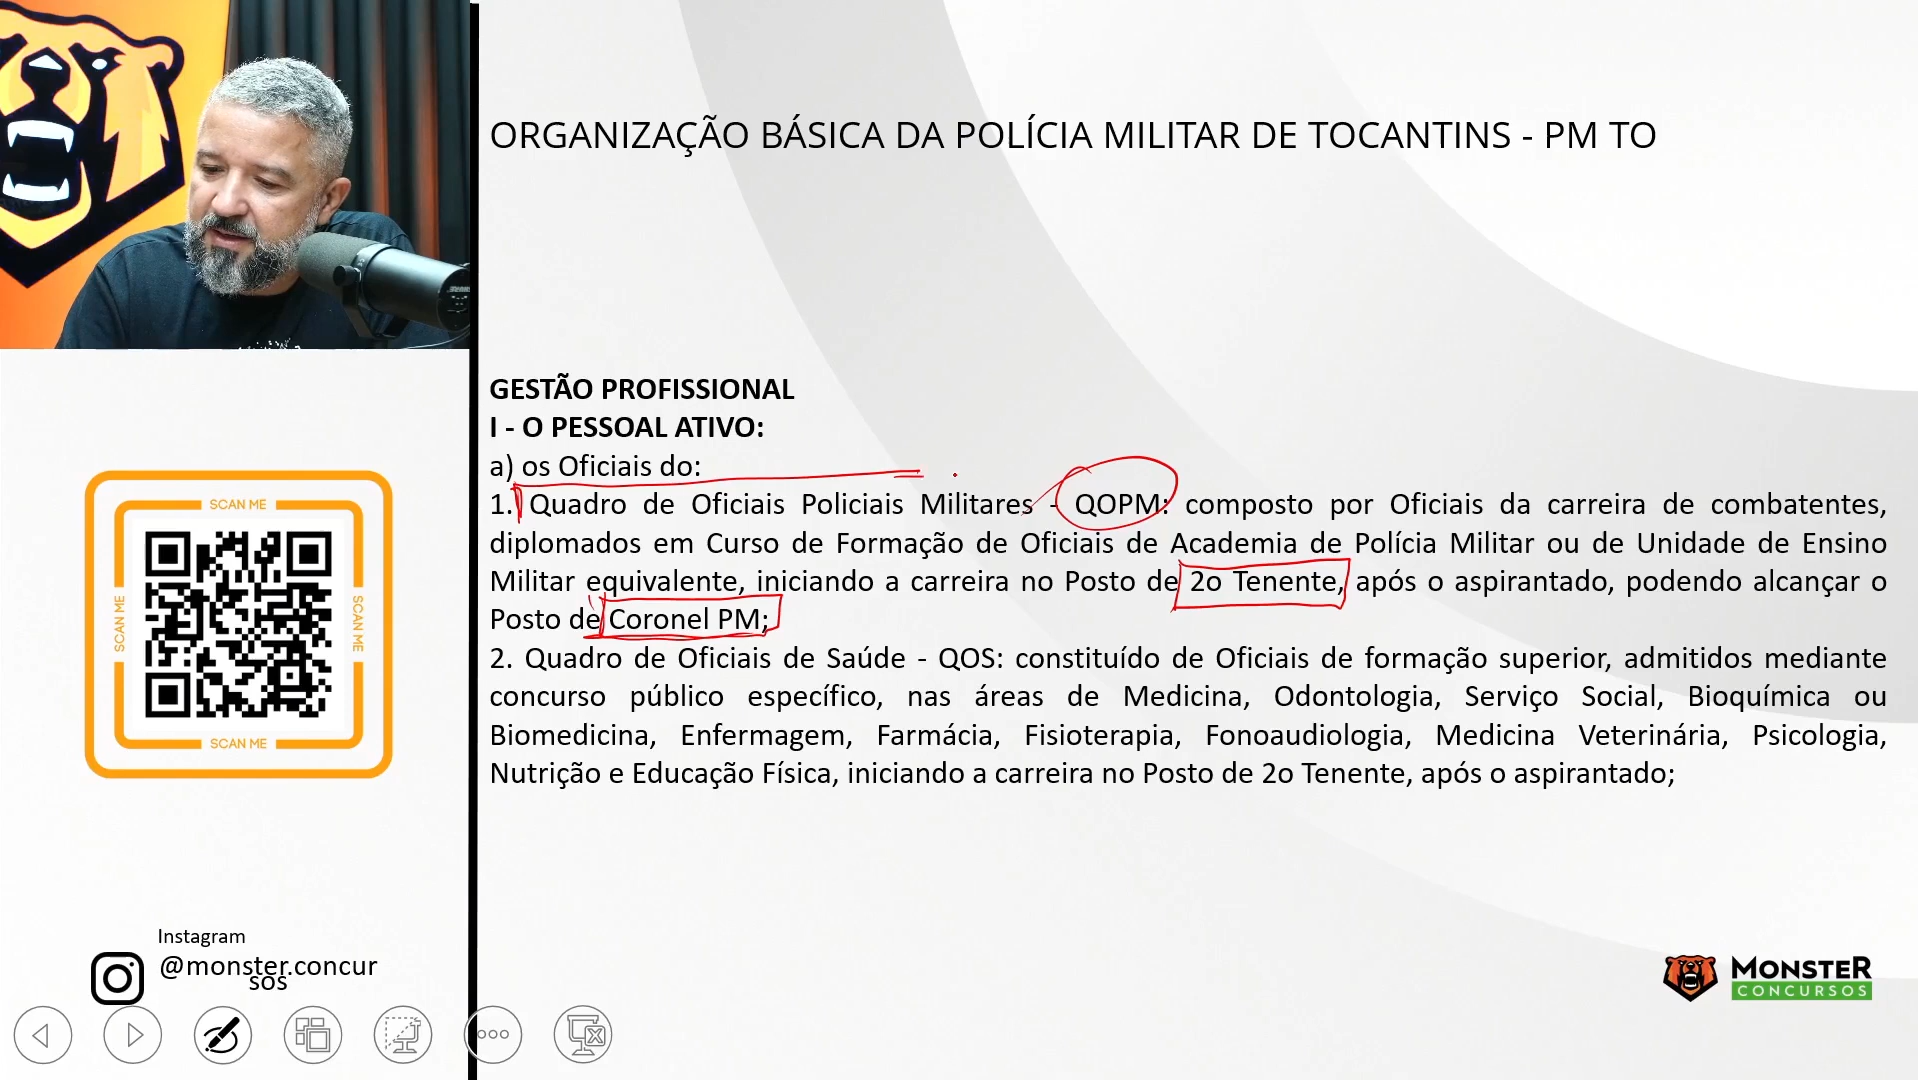 ORGANIZAÇÃO BÁSICA DA POLÍCIA MILITAR DE TOCANTINS - PM TO
GESTÃO PROFISSIONAL
I - O PESSOAL ATIVO:
a) os Oficiais do:
1. Quadro de Oficiais Policiais Militares - QOPM: composto por Oficiais da carreira de combatentes,
diplomados em Curso de Formação de Oficiais de Academia de Polícia Militar ou de Unidade de Ensino
Militar equivalente, iniciando a carreira no Posto de 2o Tenente, após o aspirantado, podendo alcançar o
Posto de Coronel PM;
2. Quadro de Oficiais de Saúde - QOS: constituído de Oficiais de formação superior, admitidos mediante
concurso público específico, nas áreas de Medicina, Odontologia, Serviço Social, Bioquímica ou
Biomedicina, Enfermagem, Farmácia, Fisioterapia, Fonoaudiologia, Medicina Veterinária, Psicologia,
Nutrição e Educação Física, iniciando a carreira no Posto de 2o Tenente, após o aspirantado;
SCAN ME
SCAN ME
SCAN ME
SCAN ME
Instagram
@monster.concur
sos
MONSTER
CONCURSOS